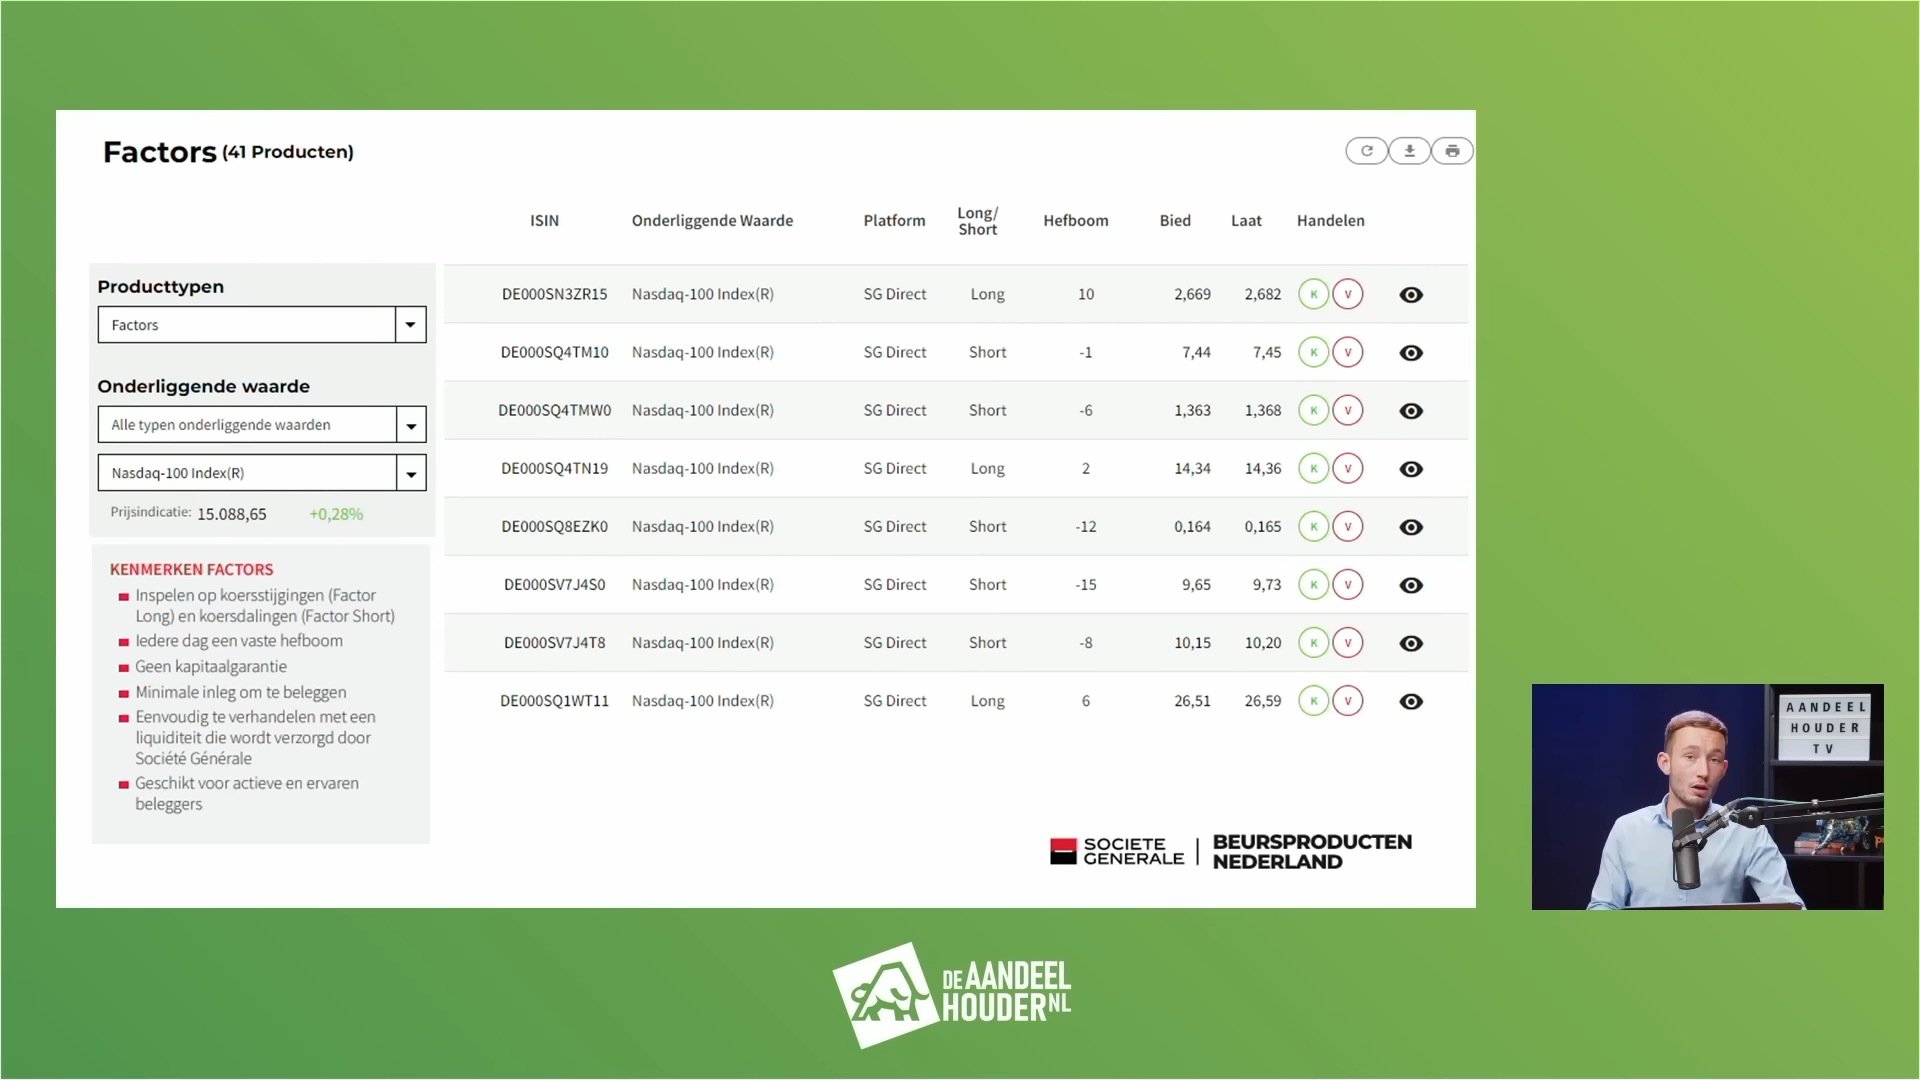 Factors (41 Producten)
ISIN Onderliggende Waarde Platform Long/ Short Hefboom Bied Laat Handelen
Producttypen
Factors
Onderliggende waarde
Alle typen onderliggende waarden
Nasdaq-100 Index(R)
Prijsindicatie: 15.088,65 +0,28%
KENMERKEN FACTORS
Inspelen op koersstijgingen (Factor
Long) en koersdalingen (Factor Short)
Iedere dag een vaste hefboom
Geen kapitaalgarantie
Minimale inleg om te beleggen
Eenvoudig te verhandelen met een
liquiditeit die wordt verzorgd door
Société Générale
Geschikt voor actieve en ervaren
beleggers
DE000SN3ZR15 Nasdaq-100 Index(R) SG Direct Long 10 2,669 2,682 K V
DE000SQ4TM10 Nasdaq-100 Index(R) SG Direct Short -1 7,44 7,45 K V
DE000SQ4TMW0 Nasdaq-100 Index(R) SG Direct Short -6 1,363 1,368 K V
DE000SQ4TN19 Nasdaq-100 Index(R) SG Direct Long 2 14,34 14,36 K V
DE000SQ8EZK0 Nasdaq-100 Index(R) SG Direct Short -12 0,164 0,165 K V
DE000SV7J4S0 Nasdaq-100 Index(R) SG Direct Short -15 9,65 9,73 K V
DE000SV7J4T8 Nasdaq-100 Index(R) SG Direct Short -8 10,15 10,20 K V
DE000SQ1WT11 Nasdaq-100 Index(R) SG Direct Long 6 26,51 26,59 K V
SOCIETE
GENERALE
BEURSPRODUCTEN
NEDERLAND
AANDEEL
HOUDER
TV
DE AANDEEL
HOUDER NL